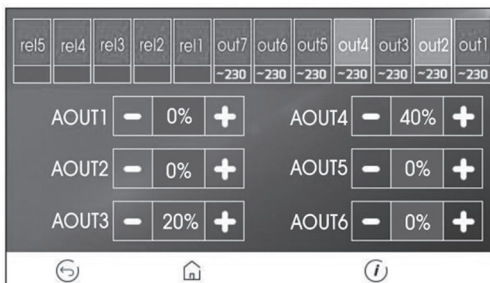 rel5 rel4 rel3 rel2 rel1 out7 out6 out5 out4 out3 out2 out1
~230 ~230 ~230 ~230 ~230 ~230 ~230
AOUT1 − 0% + AOUT4 − 40% +
AOUT2 − 0% + AOUT5 − 0% +
AOUT3 − 20% + AOUT6 − 0% +
i